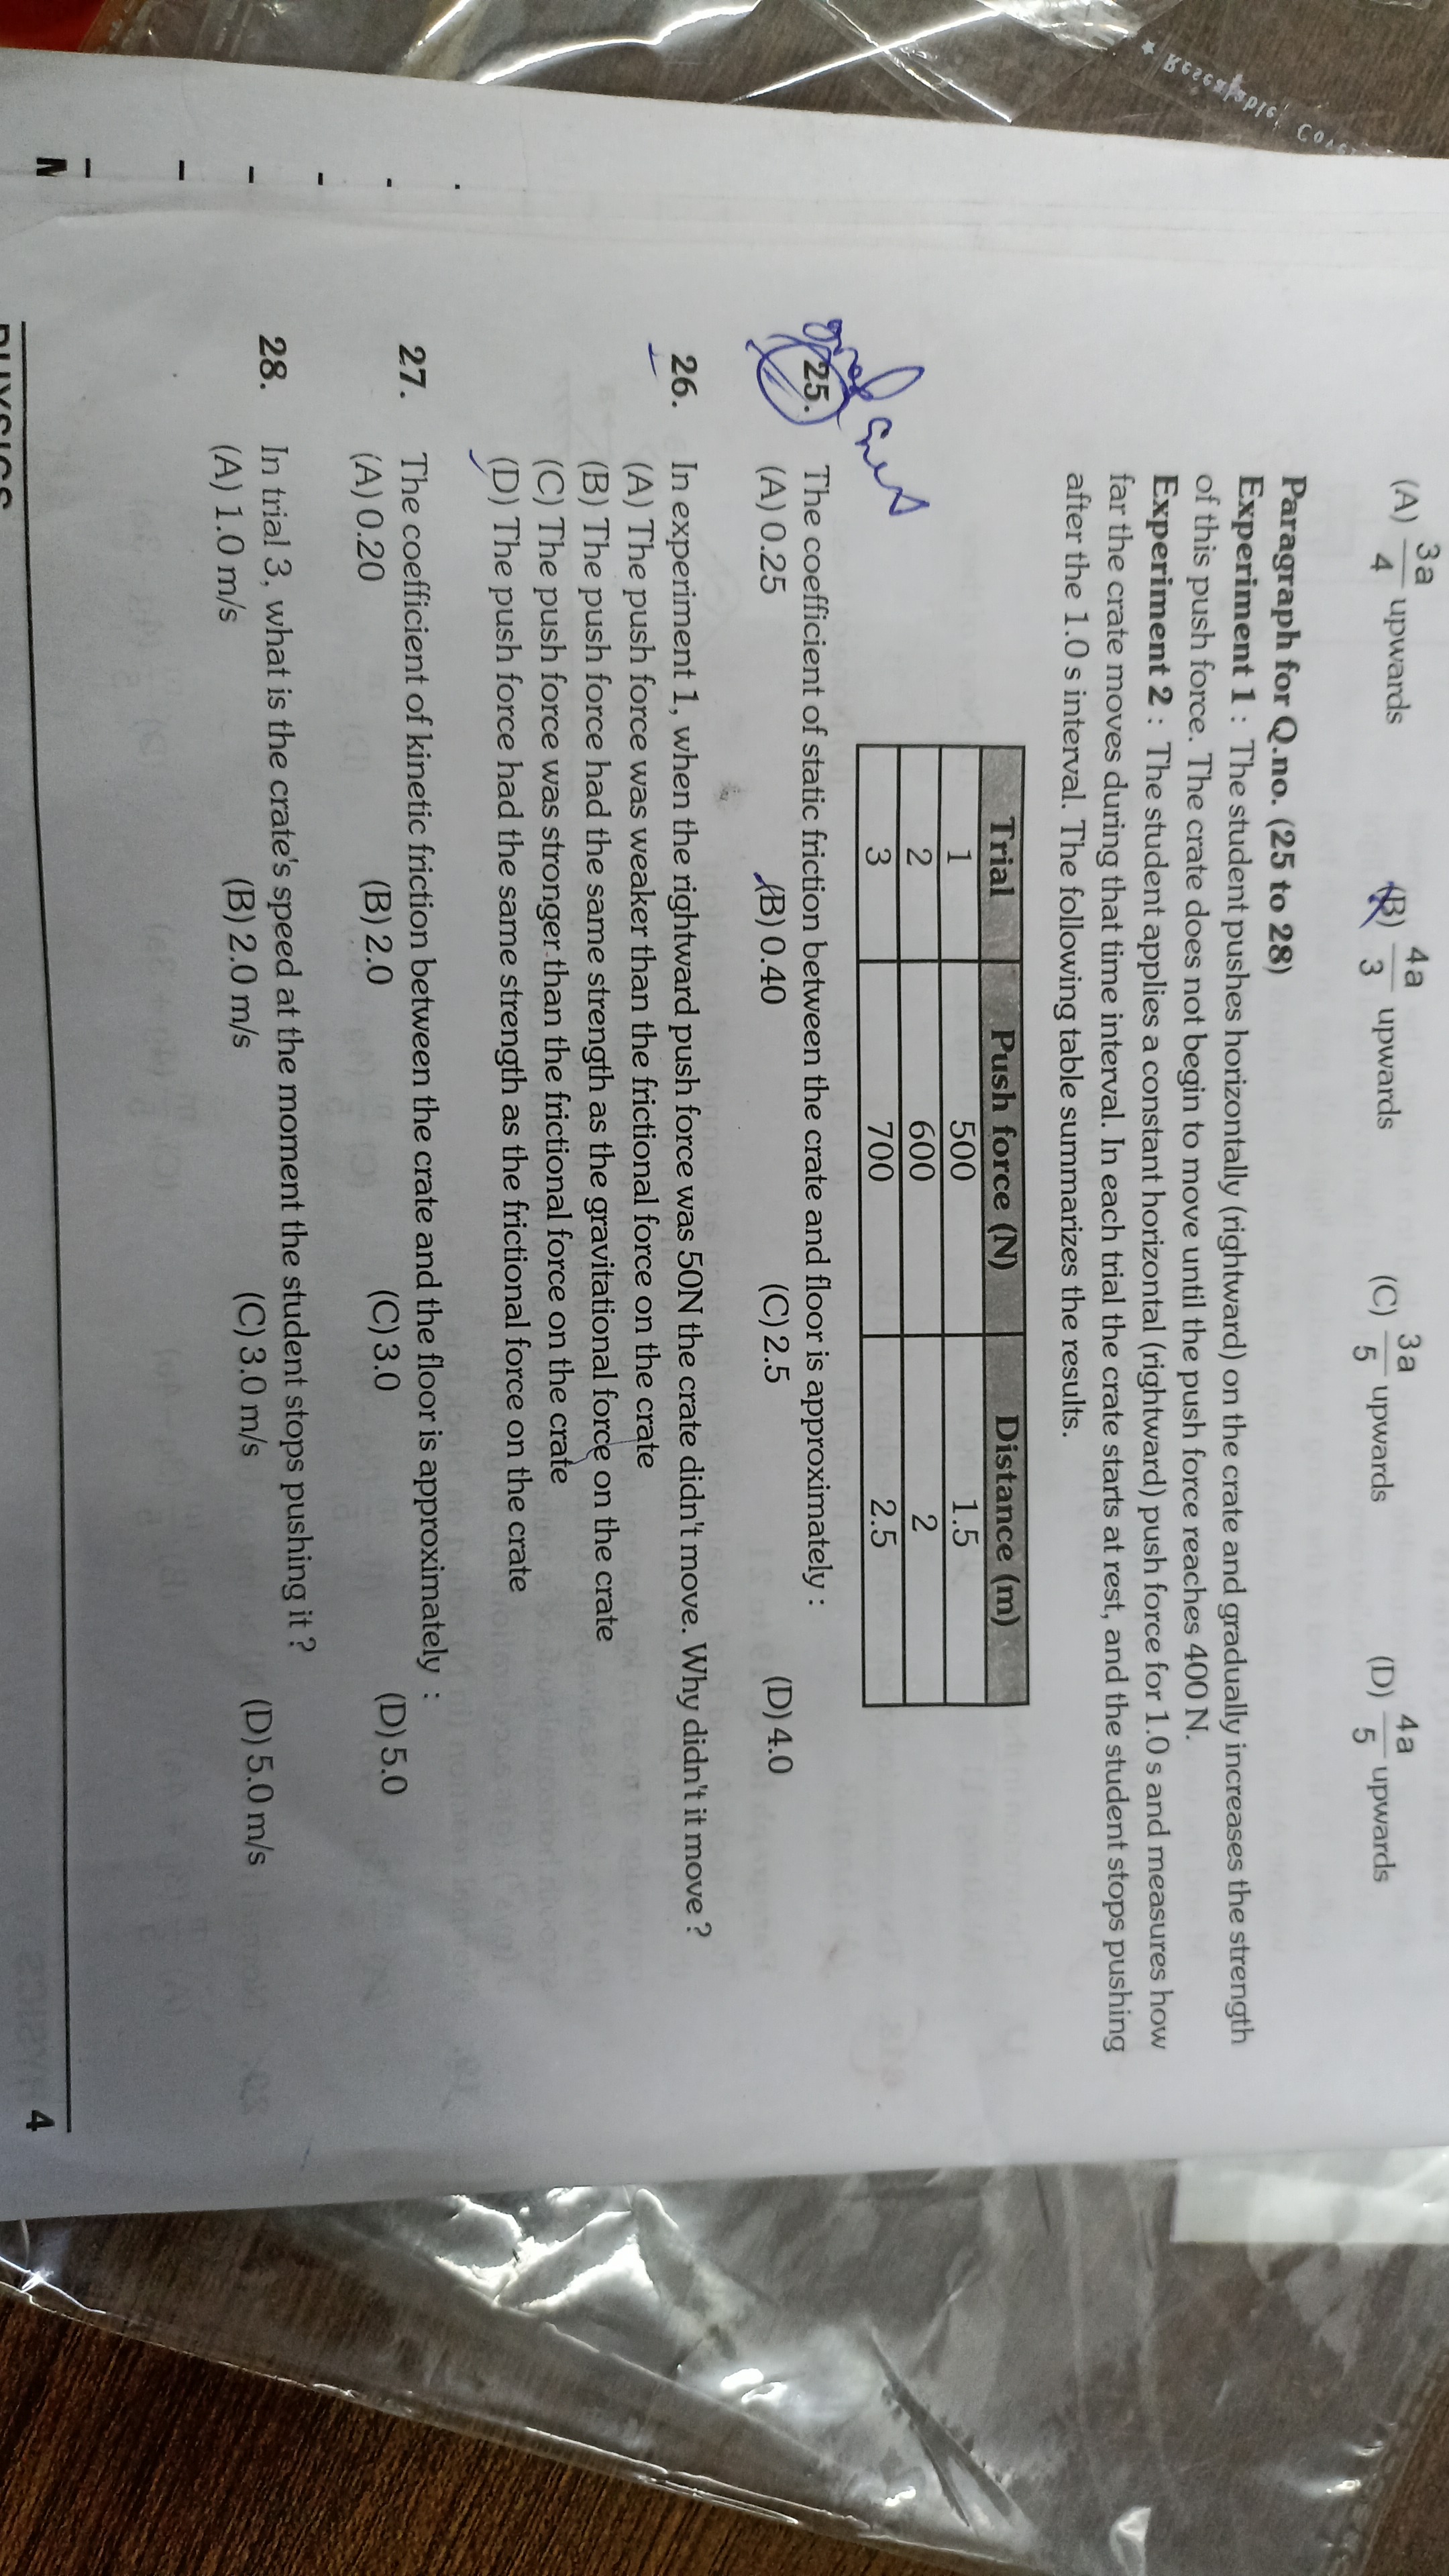 ★ Resealable Cover
(A) 3a/4 upwards (B) 4a/3 upwards (C) 3a/5 upwards (D) 4a/5 upwards
Paragraph for Q.no. (25 to 28)
Experiment 1 : The student pushes horizontally (rightward) on the crate and gradually increases the strength
of this push force. The crate does not begin to move until the push force reaches 400 N.
Experiment 2 : The student applies a constant horizontal (rightward) push force for 1.0 s and measures how
far the crate moves during that time interval. In each trial the crate starts at rest, and the student stops pushing
after the 1.0 s interval. The following table summarizes the results.
Trial Push force (N) Distance (m)
1 500 1.5
2 600 2
3 700 2.5
25. The coefficient of static friction between the crate and floor is approximately :
(A) 0.25 (B) 0.40 (C) 2.5 (D) 4.0
26. In experiment 1, when the rightward push force was 50N the crate didn't move. Why didn't it move ?
(A) The push force was weaker than the frictional force on the crate
(B) The push force had the same strength as the gravitational force on the crate
(C) The push force was stronger than the frictional force on the crate
(D) The push force had the same strength as the frictional force on the crate
27. The coefficient of kinetic friction between the crate and the floor is approximately :
(A) 0.20 (B) 2.0 (C) 3.0 (D) 5.0
28. In trial 3, what is the crate's speed at the moment the student stops pushing it ?
(A) 1.0 m/s (B) 2.0 m/s (C) 3.0 m/s (D) 5.0 m/s
4